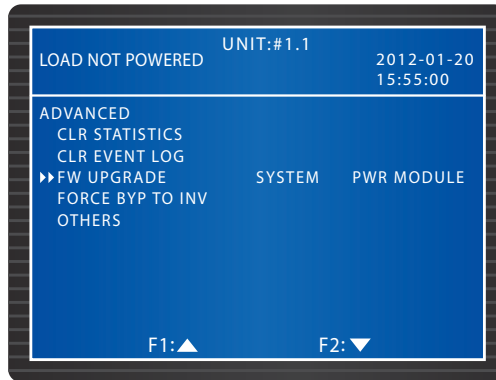 UNIT:#1.1
LOAD NOT POWERED 2012-01-20
15:55:00
ADVANCED
CLR STATISTICS
CLR EVENT LOG
FW UPGRADE SYSTEM PWR MODULE
FORCE BYP TO INV
OTHERS
F1: F2: